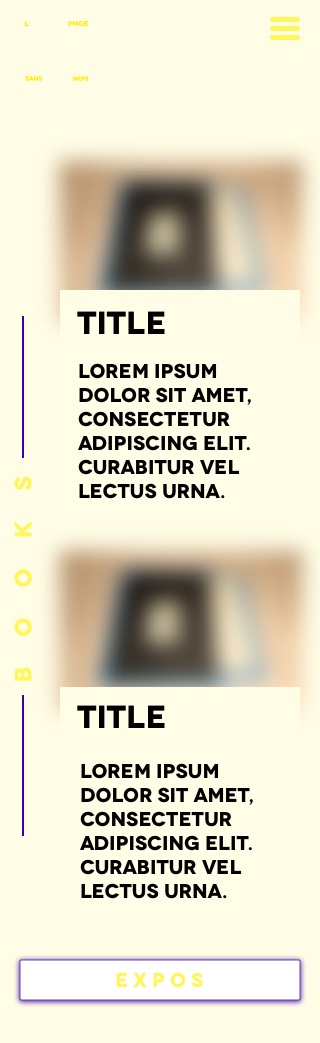 L' IMAGE
SANS NOM
TITLE
LOREM IPSUM
DOLOR SIT AMET,
CONSECTETUR
ADIPISCING ELIT.
CURABITUR VEL
LECTUS URNA.
BOOKS
TITLE
LOREM IPSUM
DOLOR SIT AMET,
CONSECTETUR
ADIPISCING ELIT.
CURABITUR VEL
LECTUS URNA.
EXPOS